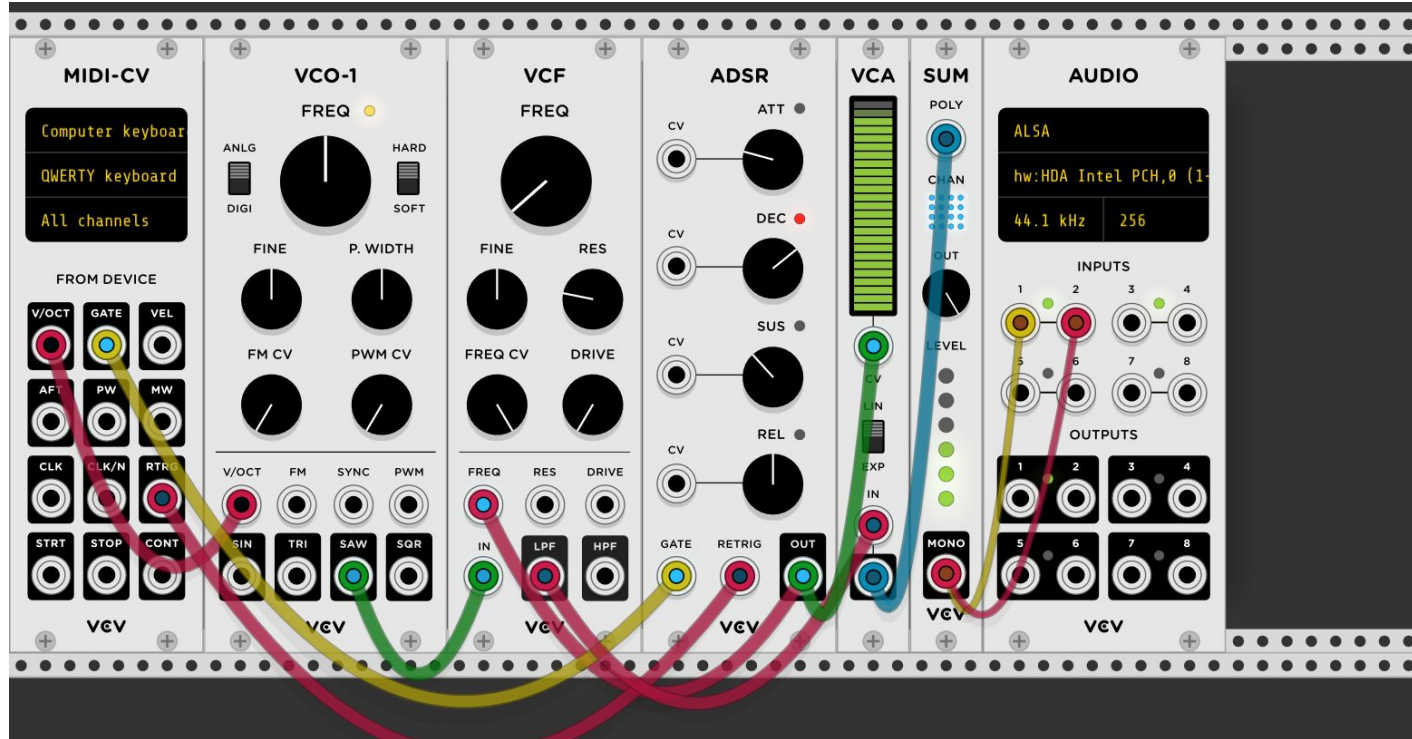 MIDI-CV
Computer keyboar
QWERTY keyboard
All channels
FROM DEVICE
V/OCT GATE VEL
AFT PW MW
CLK CLK/N RTRG
STRT STOP CONT
VCV
VCO-1
FREQ
ANLG HARD
DIGI SOFT
FINE P. WIDTH
FM CV PWM CV
V/OCT FM SYNC PWM
SIN TRI SAW SQR
VCV
VCF
FREQ
FINE RES
FREQ CV DRIVE
FREQ RES DRIVE
IN LPF HPF
VCV
ADSR
ATT
CV
DEC
CV
SUS
CV
REL
CV
GATE RETRIG OUT
VCV
VCA
CV
LIN
EXP
IN
SUM
POLY
CHAN
OUT
LEVEL
MONO
VCV
AUDIO
ALSA
hw:HDA Intel PCH,0 (1-
44.1 kHz 256
INPUTS
1 2 3 4
5 6 7 8
OUTPUTS
1 2 3 4
5 6 7 8
VCV